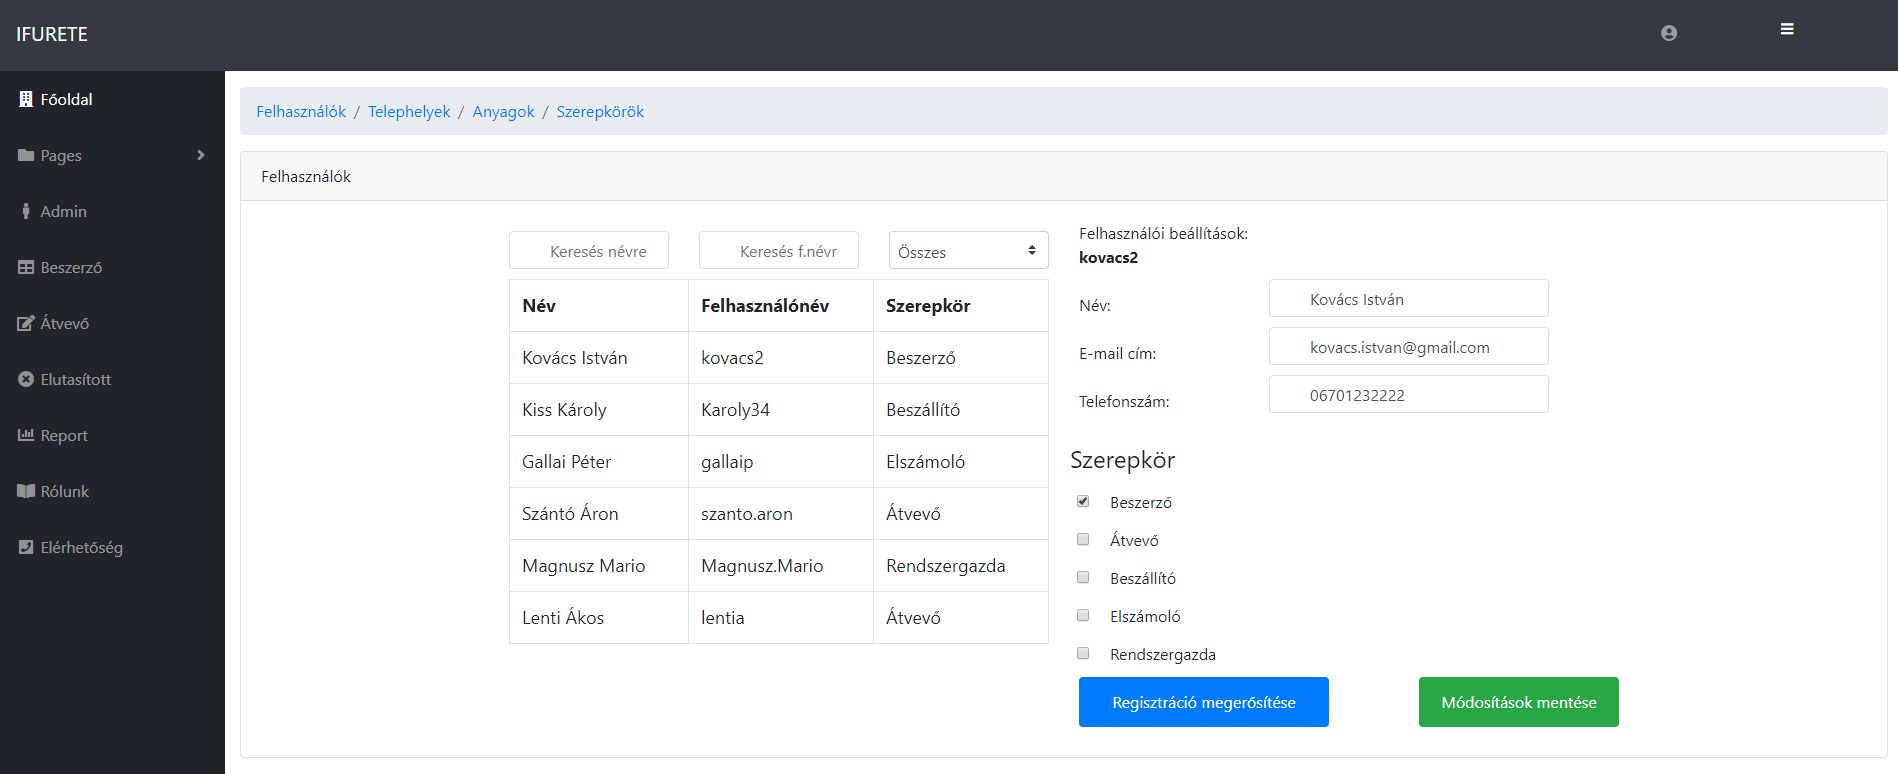 IFURETE
Főoldal
Pages
Admin
Beszerző
Átvevő
Elutasított
Report
Rólunk
Elérhetőség
Felhasználók / Telephelyek / Anyagok / Szerepkörök
Felhasználók
Keresés névre
Keresés f.névr
Összes
Név Felhasználónév Szerepkör
Kovács István kovacs2 Beszerző
Kiss Károly Karoly34 Beszállító
Gallai Péter gallaip Elszámoló
Szántó Áron szanto.aron Átvevő
Magnusz Mario Magnusz.Mario Rendszergazda
Lenti Ákos lentia Átvevő
Felhasználói beállítások:
kovacs2
Név: Kovács István
E-mail cím: kovacs.istvan@gmail.com
Telefonszám: 06701232222
Szerepkör
Beszerző
Átvevő
Beszállító
Elszámoló
Rendszergazda
Regisztráció megerősítése
Módosítások mentése